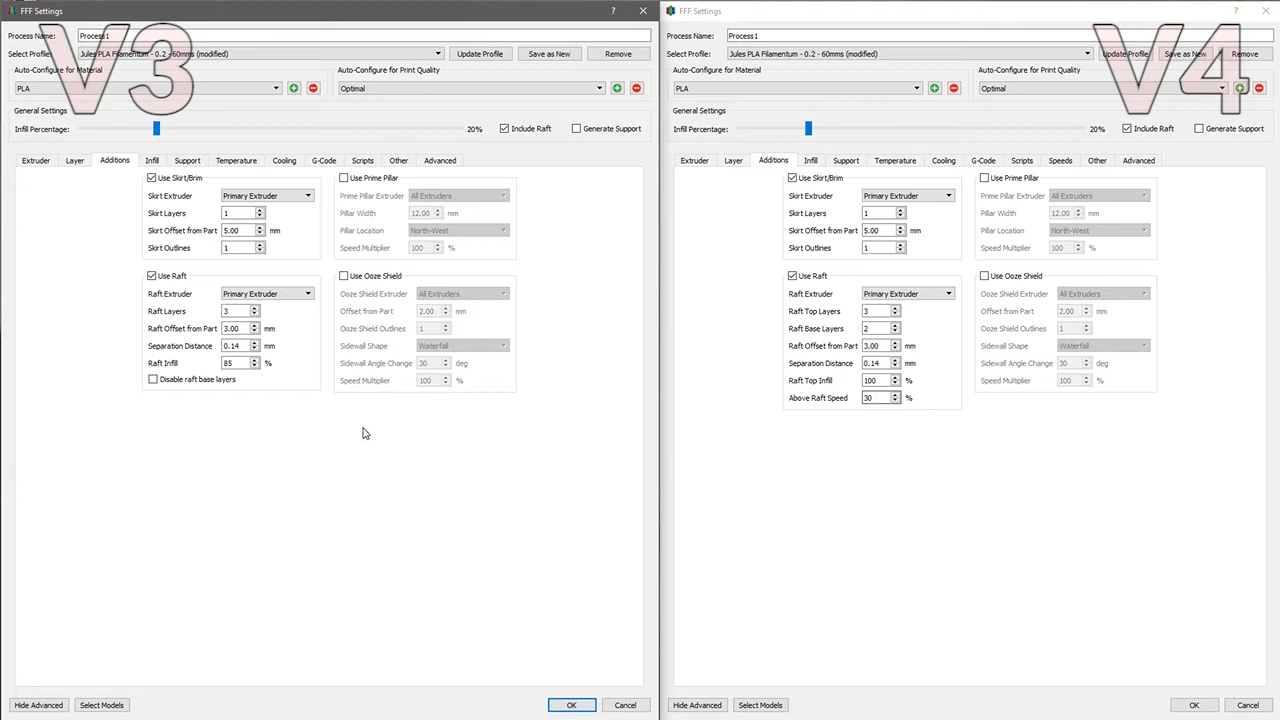 FFF Settings
?
Process Name: Process1
Select Profile: Jules PLA Filamentum - 0.2 - 60mms (modified) Update Profile Save as New Remove
V3
Auto-Configure for Material Auto-Configure for Print Quality
PLA Optimal
General Settings
Infill Percentage: 20% Include Raft Generate Support
Extruder Layer Additions Infill Support Temperature Cooling G-Code Scripts Other Advanced
Use Skirt/Brim
Skirt Extruder Primary Extruder
Skirt Layers 1
Skirt Offset from Part 5.00 mm
Skirt Outlines 1
Use Prime Pillar
Prime Pillar Extruder All Extruders
Pillar Width 12.00 mm
Pillar Location North-West
Speed Multiplier 100 %
Use Raft
Raft Extruder Primary Extruder
Raft Layers 3
Raft Offset from Part 3.00 mm
Separation Distance 0.14 mm
Raft Infill 85 %
Disable raft base layers
Use Ooze Shield
Ooze Shield Extruder All Extruders
Offset from Part 2.00 mm
Ooze Shield Outlines 1
Sidewall Shape Waterfall
Sidewall Angle Change 30 deg
Speed Multiplier 100 %
Hide Advanced Select Models OK Cancel
FFF Settings
?
Process Name: Process1
Select Profile: Jules PLA Filamentum - 0.2 - 60mms (modified) Update Profile Save as New Remove
V4
Auto-Configure for Material Auto-Configure for Print Quality
PLA Optimal
General Settings
Infill Percentage: 20% Include Raft Generate Support
Extruder Layer Additions Infill Support Temperature Cooling G-Code Scripts Speeds Other Advanced
Use Skirt/Brim
Skirt Extruder Primary Extruder
Skirt Layers 1
Skirt Offset from Part 5.00 mm
Skirt Outlines 1
Use Prime Pillar
Prime Pillar Extruder All Extruders
Pillar Width 12.00 mm
Pillar Location North-West
Speed Multiplier 100 %
Use Raft
Raft Extruder Primary Extruder
Raft Top Layers 3
Raft Base Layers 2
Raft Offset from Part 3.00 mm
Separation Distance 0.14 mm
Raft Top Infill 100 %
Above Raft Speed 30 %
Use Ooze Shield
Ooze Shield Extruder All Extruders
Offset from Part 2.00 mm
Ooze Shield Outlines 1
Sidewall Shape Waterfall
Sidewall Angle Change 30 deg
Speed Multiplier 100 %
Hide Advanced Select Models OK Cancel